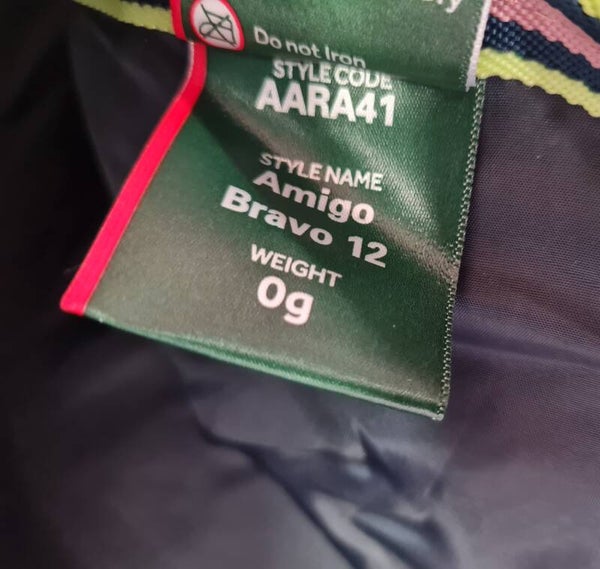 Do not Iron
STYLE CODE
AARA41
STYLE NAME
Amigo
Bravo 12
WEIGHT
0g